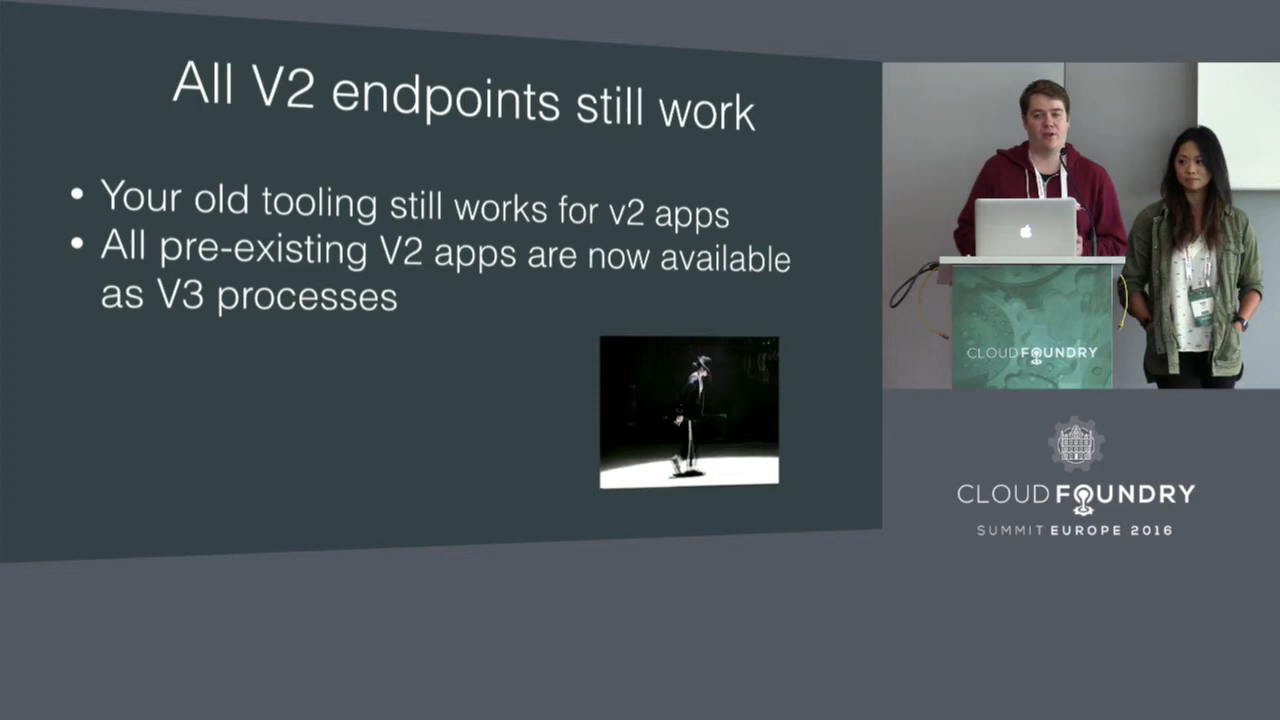 All V2 endpoints still work
• Your old tooling still works for v2 apps
• All pre-existing V2 apps are now available
as V3 processes
CLOUD FOUNDRY
CLOUD FOUNDRY
SUMMIT EUROPE 2016